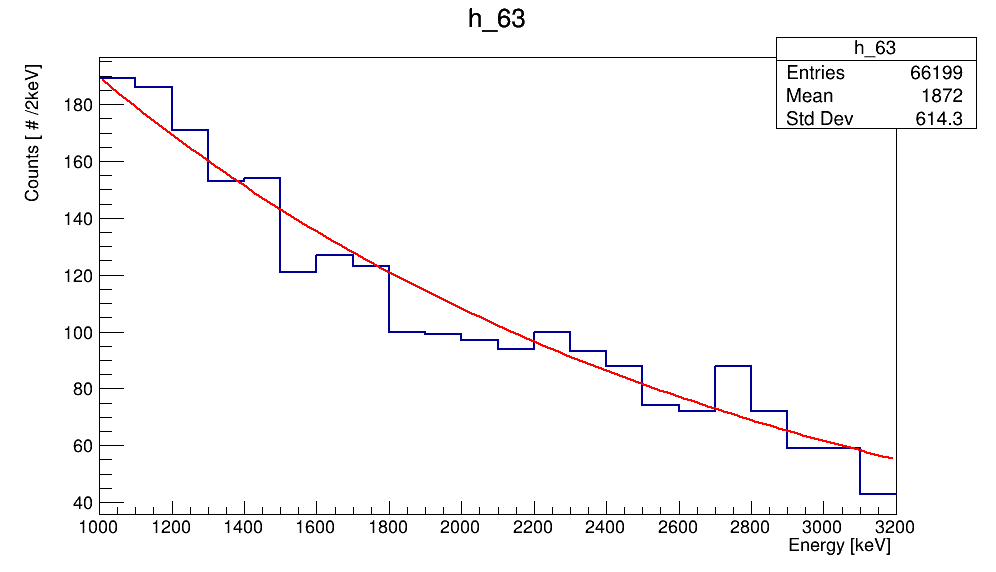 h_63
h_63
Entries 66199
Mean 1872
Std Dev 614.3
Counts [ # /2keV]
180
160
140
120
100
80
60
40
1000 1200 1400 1600 1800 2000 2200 2400 2600 2800 3000 3200
Energy [keV]